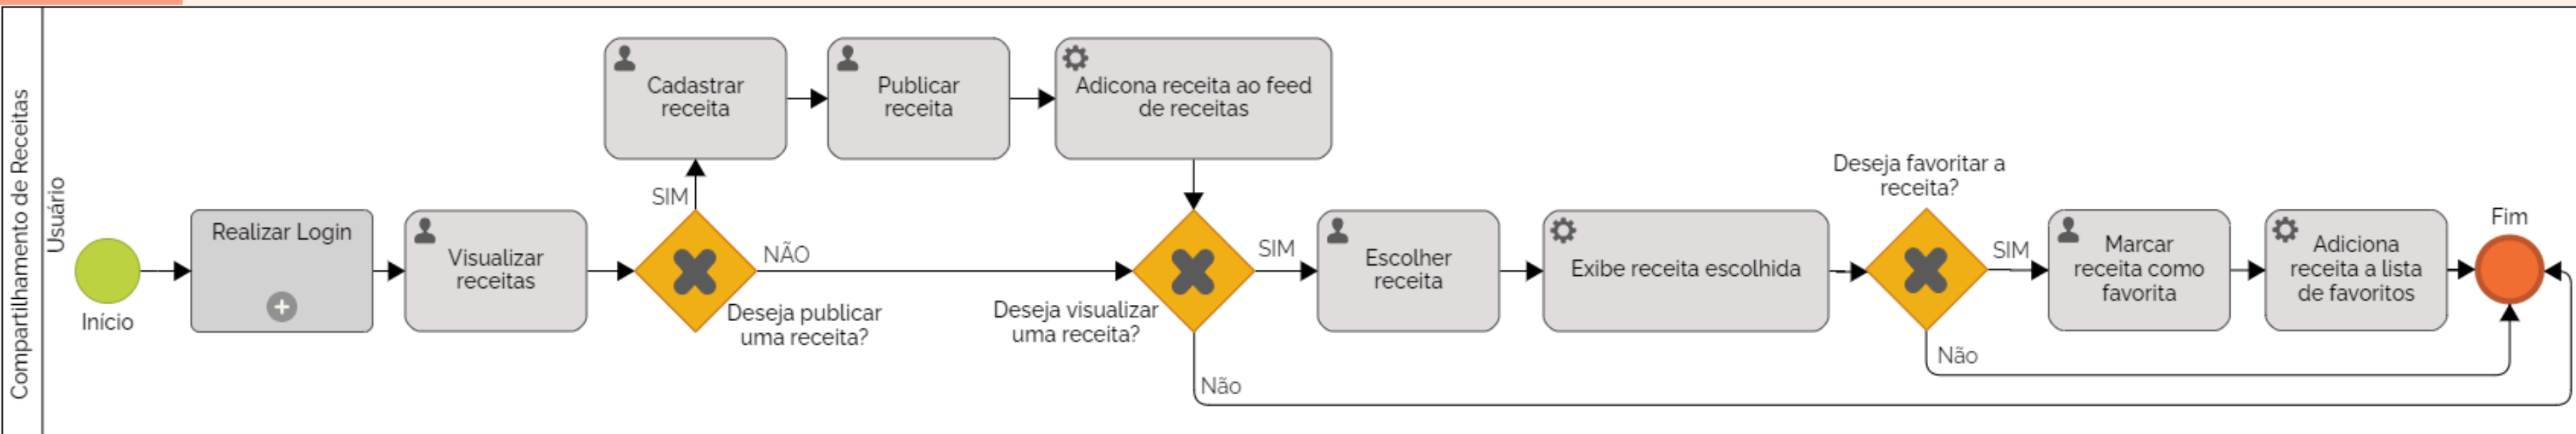 Compartilhamento de Receitas
Usuário
Início
Realizar Login
Visualizar
receitas
SIM
Cadastrar
receita
Publicar
receita
Adicona receita ao feed
de receitas
NÃO
Deseja publicar
uma receita?
Deseja visualizar
uma receita?
SIM
Não
Escolher
receita
Exibe receita escolhida
Deseja favoritar a
receita?
SIM
Não
Marcar
receita como
favorita
Adiciona
receita a lista
de favoritos
Fim